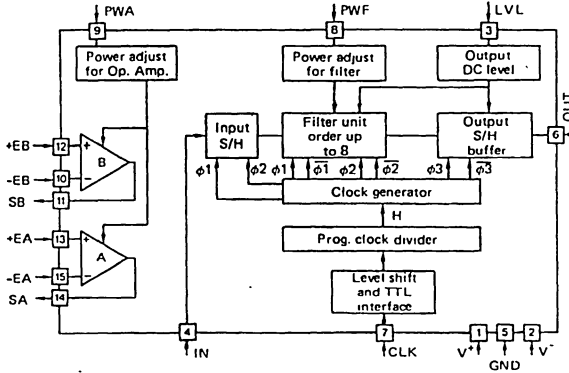 PWA
PWF
LVL
9
8
3
Power adjust
for Op. Amp.
Power adjust
for filter
Output
DC level
OUT
6
+EB
12
+
B
-EB
10
−
SB
11
Input
S/H
Filter unit
order up
to 8
Output
S/H
buffer
ϕ1
ϕ2
ϕ1
ϕ1̅
ϕ2
ϕ2̅
ϕ3
ϕ3̅
Clock generator
H
Prog. clock divider
+EA
13
+
A
-EA
15
−
SA
14
Level shift
and TTL
interface
4
7
1
5
2
IN
CLK
V+
GND
V-